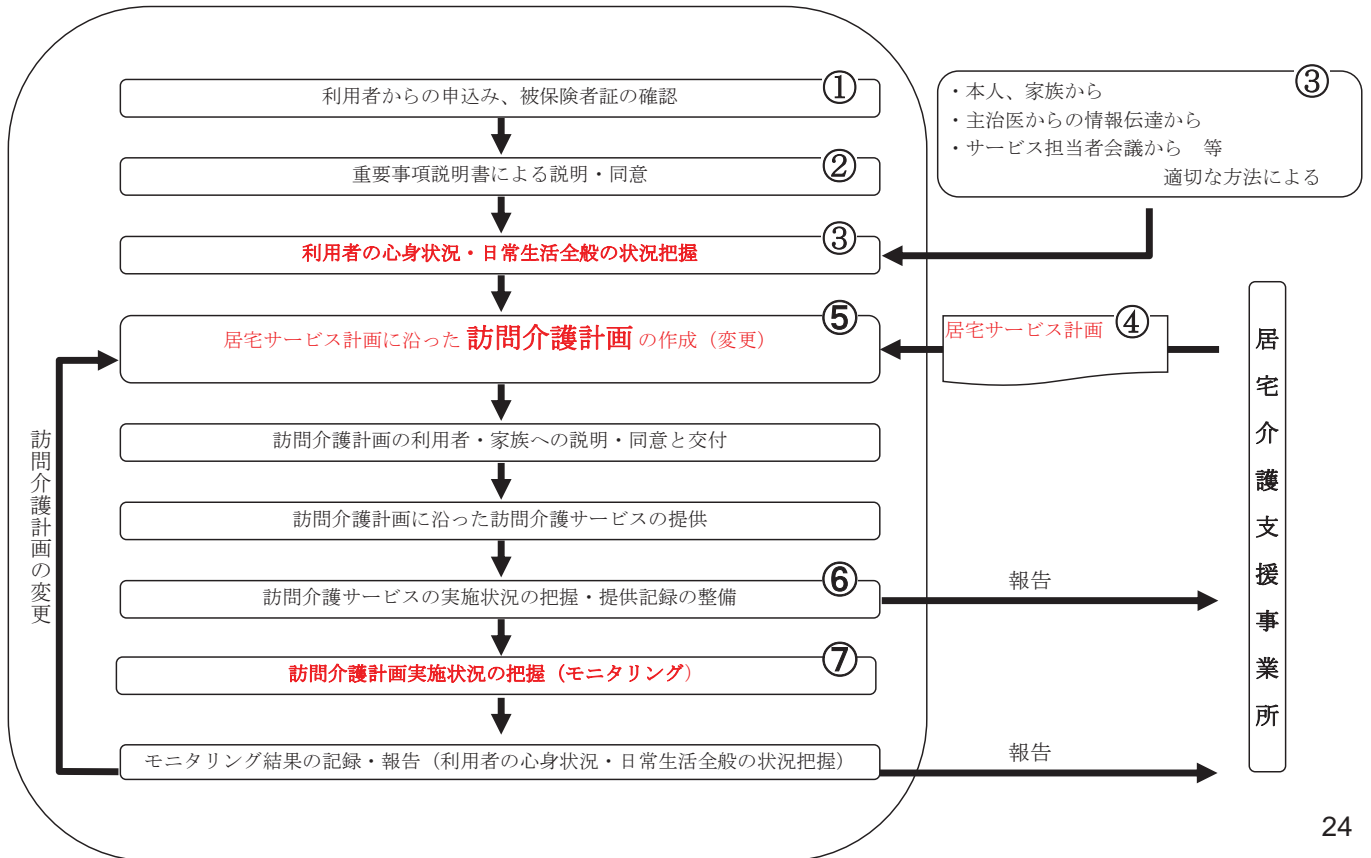 ①
利用者からの申込み、被保険者証の確認
②
重要事項説明書による説明・同意
③
利用者の心身状況・日常生活全般の状況把握
③
・本人、家族から
・主治医からの情報伝達から
・サービス担当者会議から　等
適切な方法による
⑤
居宅サービス計画に沿った 訪問介護計画 の作成（変更）
居宅サービス計画 ④
訪問介護計画の利用者・家族への説明・同意と交付
訪問介護計画に沿った訪問介護サービスの提供
⑥
訪問介護サービスの実施状況の把握・提供記録の整備
報告
⑦
訪問介護計画実施状況の把握（モニタリング）
モニタリング結果の記録・報告（利用者の心身状況・日常生活全般の状況把握）
報告
訪問介護計画の変更
居宅介護支援事業所
24